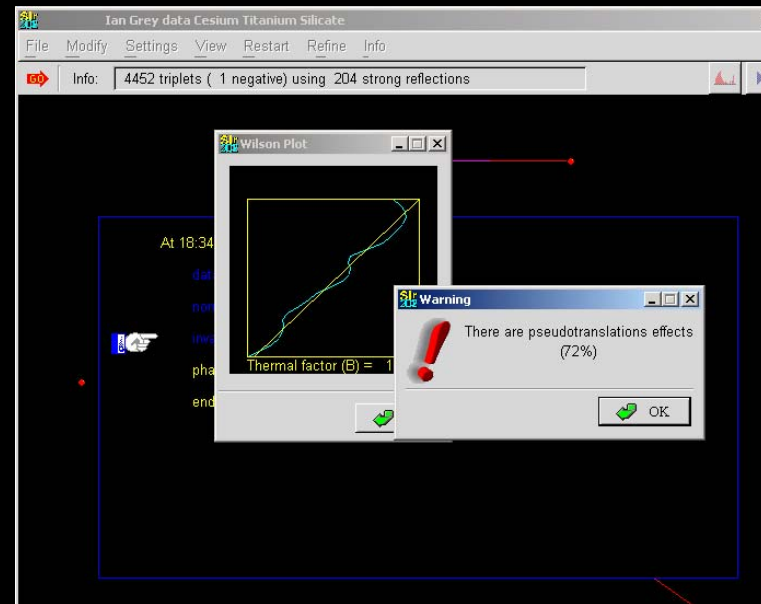 Ian Grey data Cesium Titanium Silicate
File Modify Settings View Restart Refine Info
GO Info: 4452 triplets ( 1 negative) using 204 strong reflections
Wilson Plot
At 18:34
Warning
There are pseudotranslations effects
(72%)
Thermal factor (B) = 1
OK